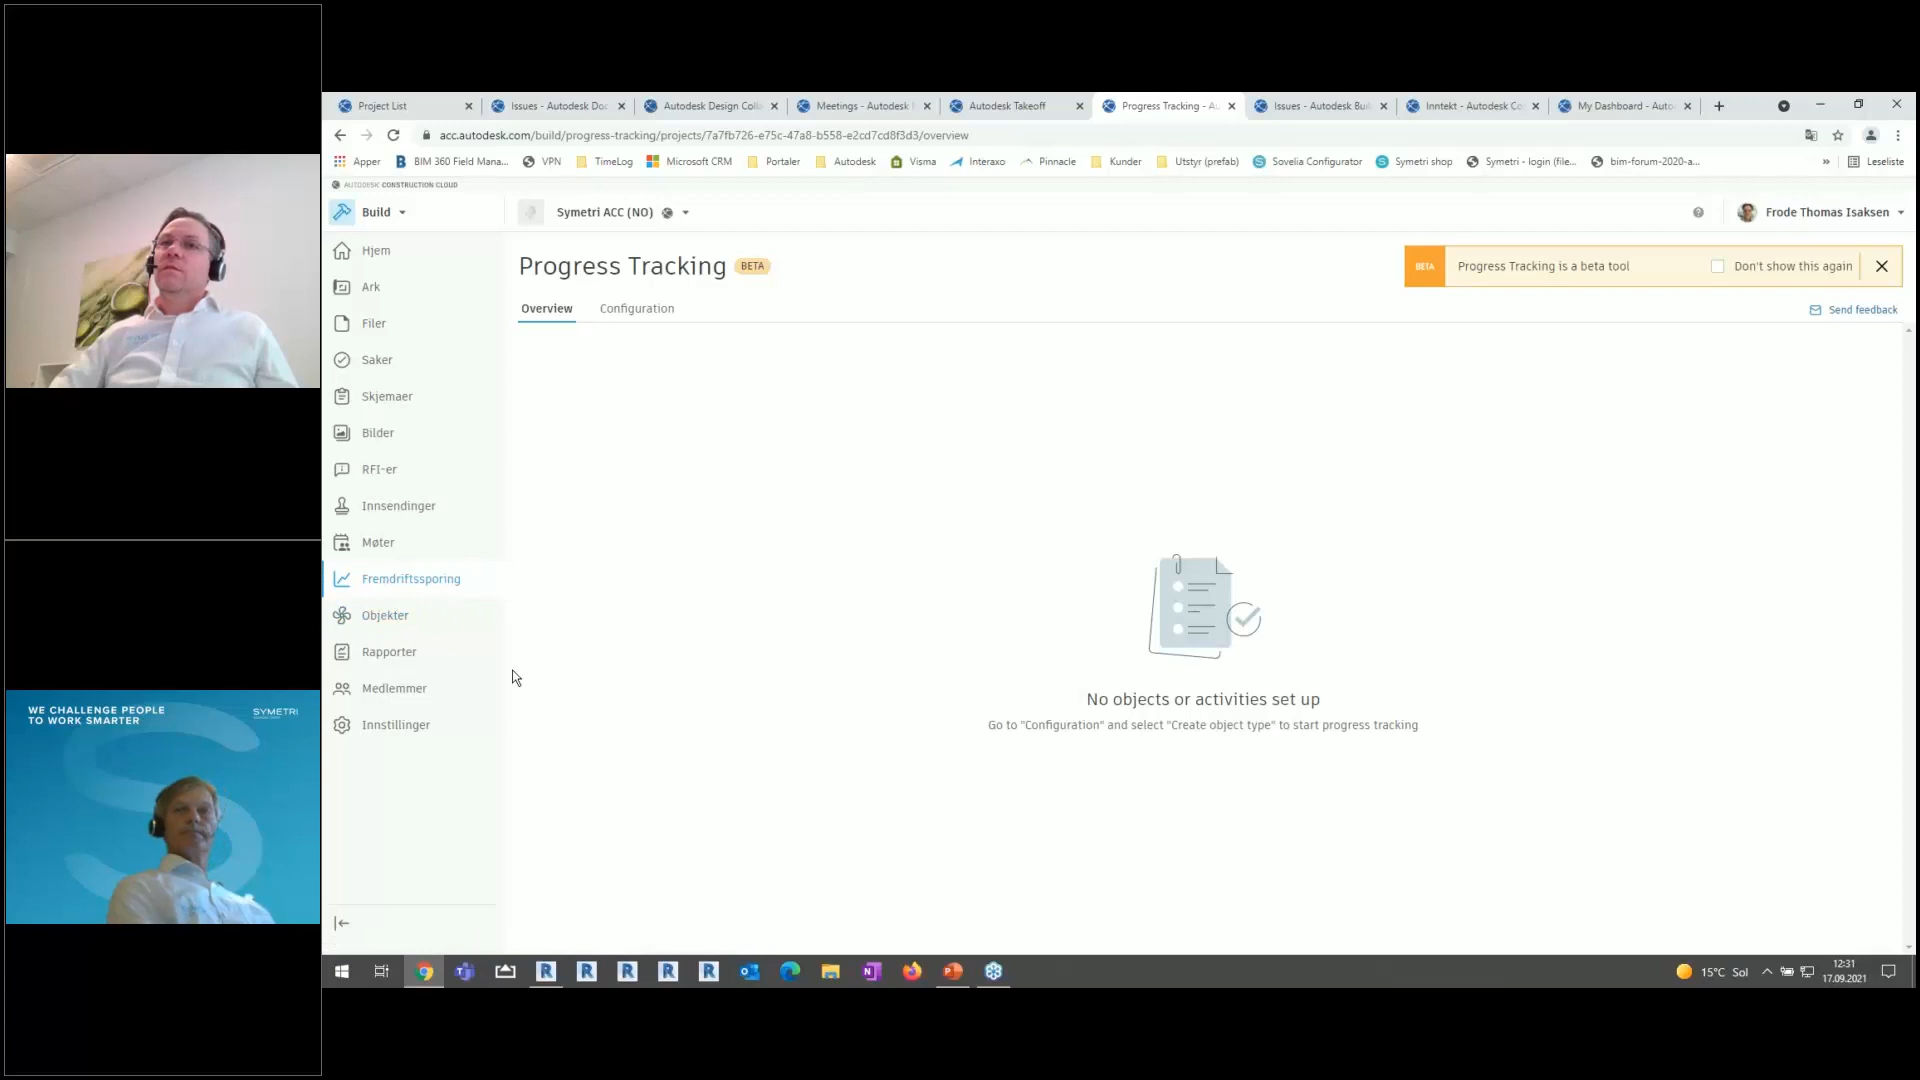 Project List
Issues - Autodesk Doc
Autodesk Design Coll
Meetings - Autodesk
Autodesk Takeoff
Progress Tracking - A
Issues - Autodesk Bui
Inntekt - Autodesk Co
My Dashboard - Auto
acc.autodesk.com/build/progress-tracking/projects/7a7fb726-e75c-47a8-b558-e2cd7cd8f3d3/overview
Apper
BIM 360 Field Mana...
VPN
TimeLog
Microsoft CRM
Portaler
Autodesk
Visma
Interaxo
Pinnacle
Kunder
Utstyr (prefab)
Sovelia Configurator
Symetri shop
Symetri - login (file...
bim-forum-2020-a...
»
Leseliste
AUTODESK CONSTRUCTION CLOUD
Build
Symetri ACC (NO)
Frode Thomas Isaksen
Hjem
Ark
Filer
Saker
Skjemaer
Bilder
RFI-er
Innsendinger
Møter
Fremdriftssporing
Objekter
Rapporter
Medlemmer
Innstillinger
Progress Tracking BETA
BETA Progress Tracking is a beta tool Don't show this again
Overview
Configuration
Send feedback
No objects or activities set up
Go to "Configuration" and select "Create object type" to start progress tracking
WE CHALLENGE PEOPLE
TO WORK SMARTER
SYMETRI
15°C Sol
12:31
17.09.2021